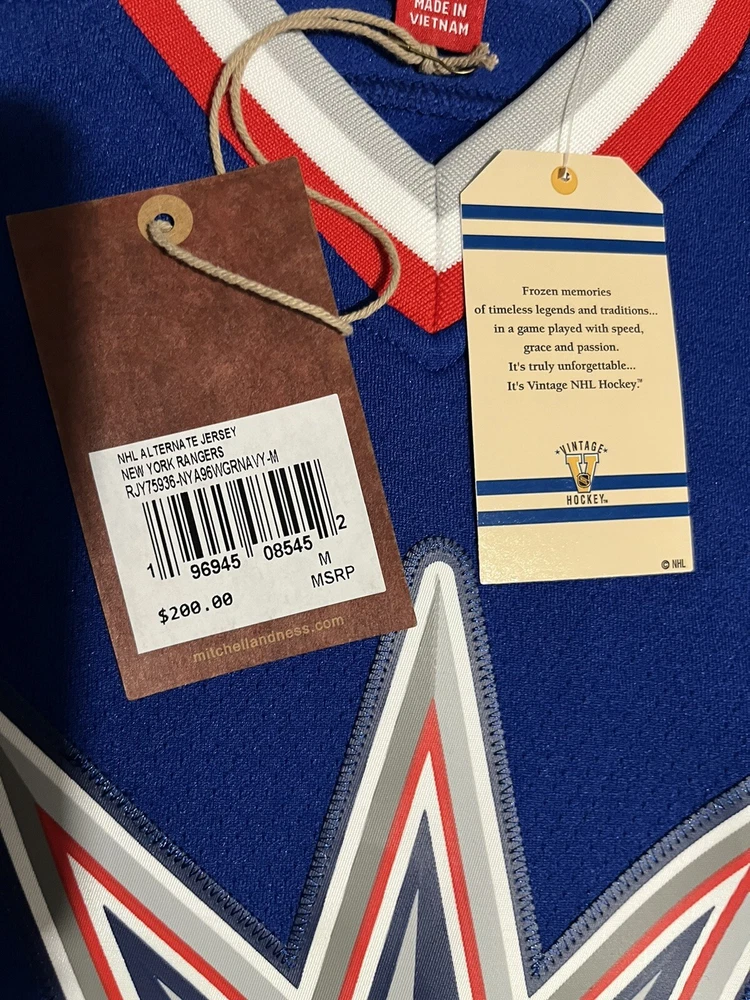 MADE IN
VIETNAM
NHL ALTERNATE JERSEY
NEW YORK RANGERS
RJY75936-NYA96WGRNAVY-M
1 96945 08545 2
M
$200.00 MSRP
mitchellandness.com
Frozen memories
of timeless legends and traditions...
in a game played with speed,
grace and passion.
It's truly unforgettable...
It's Vintage NHL Hockey.™
VINTAGE
V
HOCKEY™
© NHL